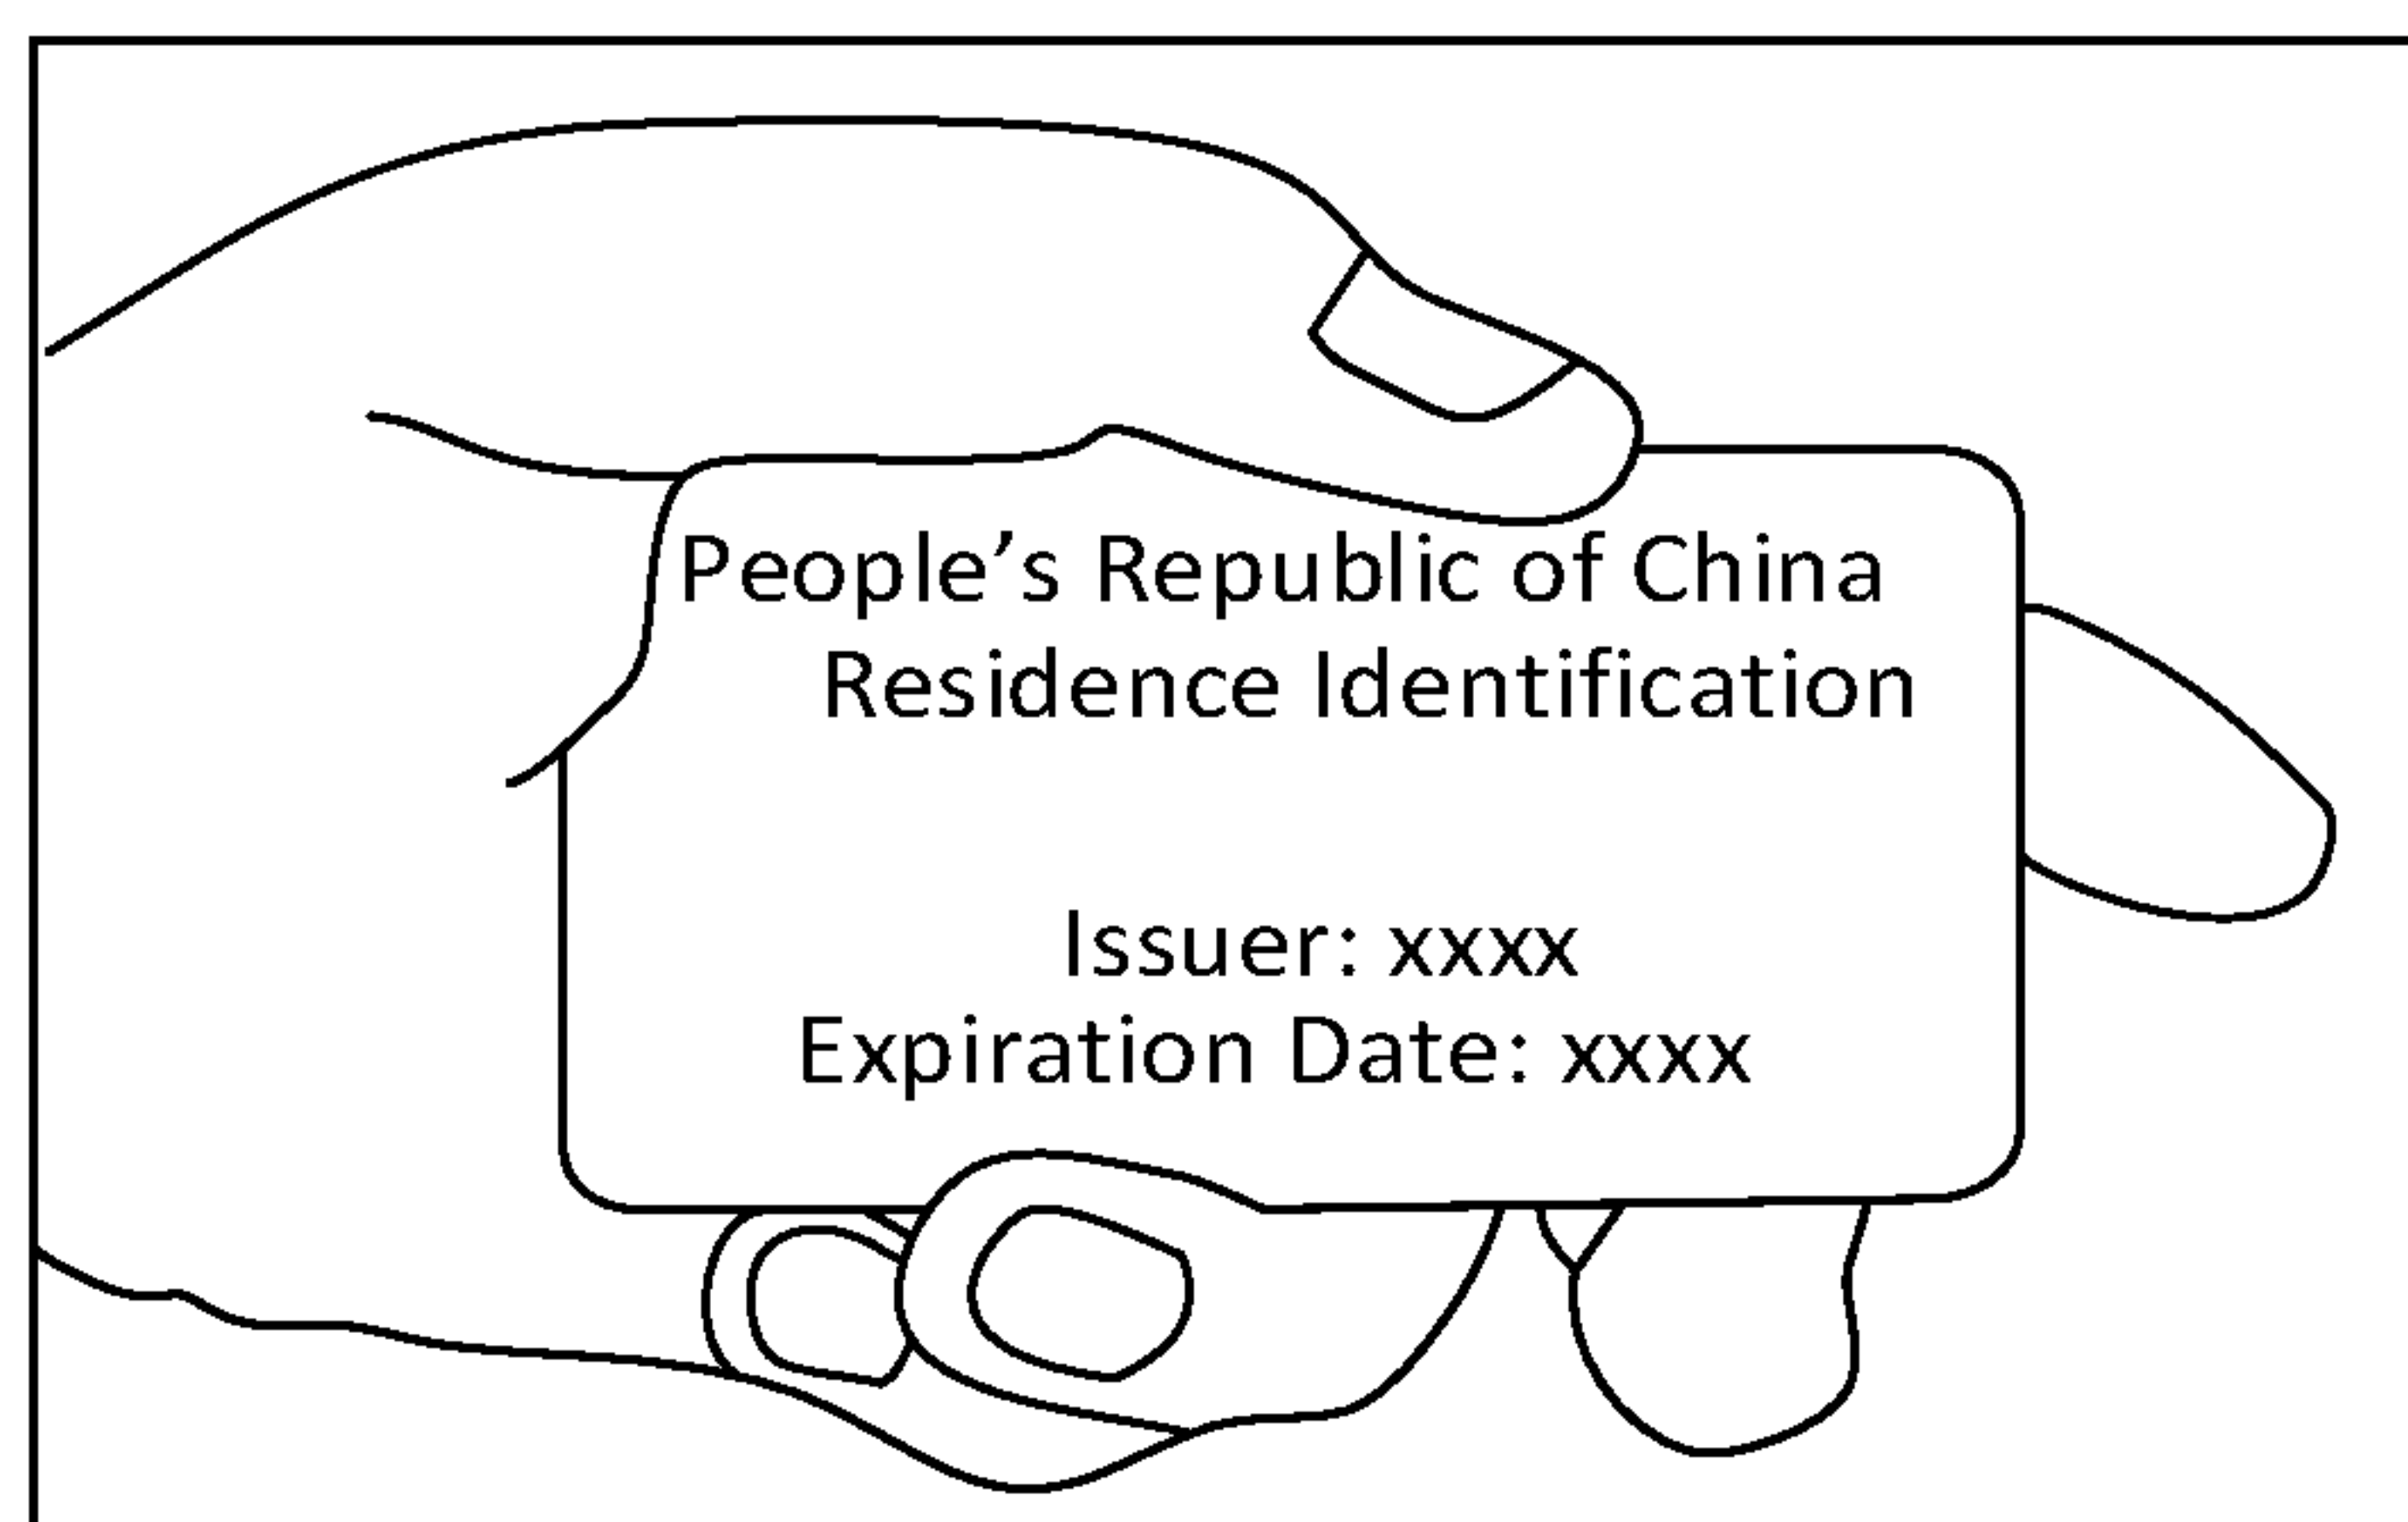 People’s Republic of China
Residence Identification
Issuer: xxxx
Expiration Date: xxxx